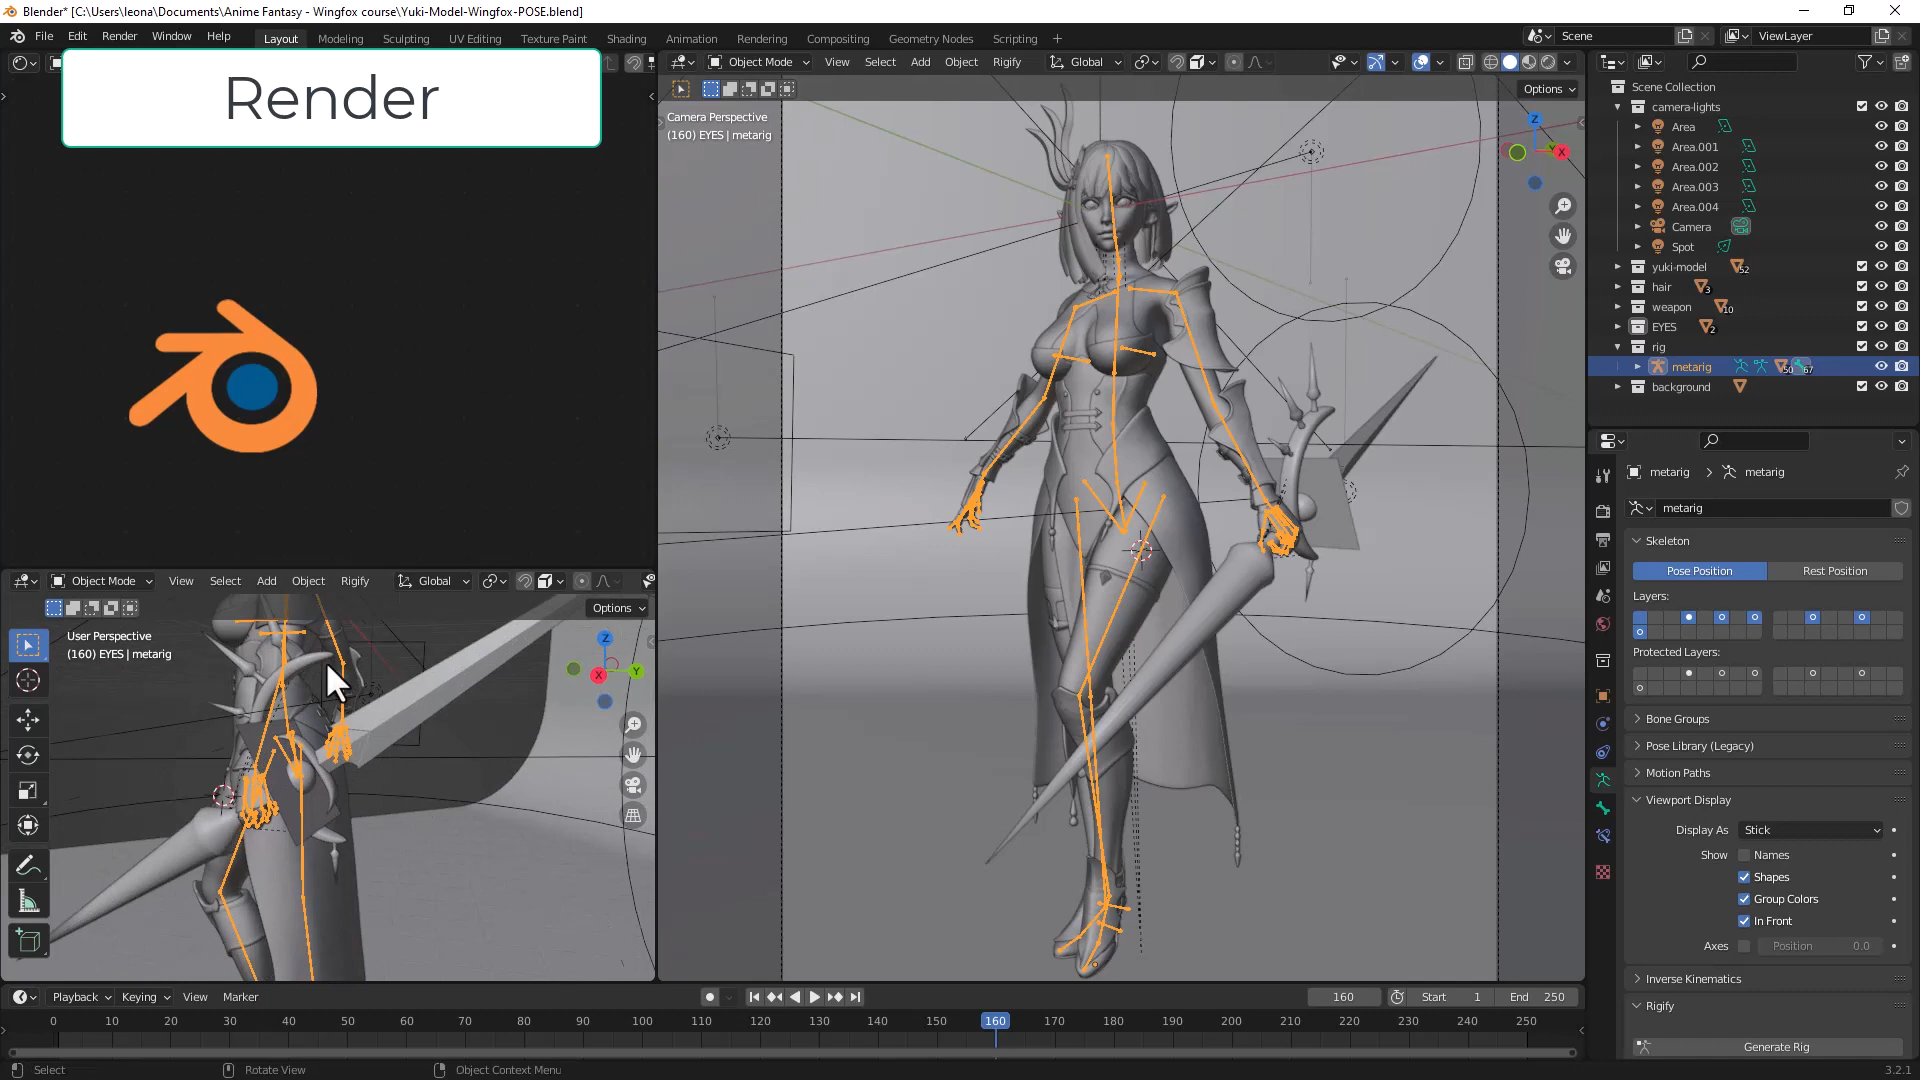 Blender* [C:\Users\leona\Documents\Anime Fantasy - Wingfox course\Yuki-Model-Wingfox-POSE.blend]
File Edit Render Window Help Layout Modeling Sculpting UV Editing Texture Paint Shading Animation Rendering Compositing Geometry Nodes Scripting + Scene ViewLayer
Render
Object Mode View Select Add Object Rigify Global
Options
Camera Perspective
(160) EYES | metarig
Z
Y
X
Scene Collection
camera-lights
Area
Area.001
Area.002
Area.003
Area.004
Camera
Spot
yuki-model 52
hair 3
weapon 10
EYES 2
rig
metarig 50 67
background
metarig > metarig
metarig
Skeleton
Pose Position Rest Position
Layers:
Protected Layers:
Bone Groups
Pose Library (Legacy)
Motion Paths
Viewport Display
Display As Stick
Show Names
Shapes
Group Colors
In Front
Axes Position 0.0
Inverse Kinematics
Rigify
Generate Rig
Object Mode View Select Add Object Rigify Global
Options
User Perspective
(160) EYES | metarig
Z
X Y
Playback Keying View Marker 160 Start 1 End 250
0 10 20 30 40 50 60 70 80 90 100 110 120 130 140 150 160 170 180 190 200 210 220 230 240 250
Select Rotate View Object Context Menu 3.2.1